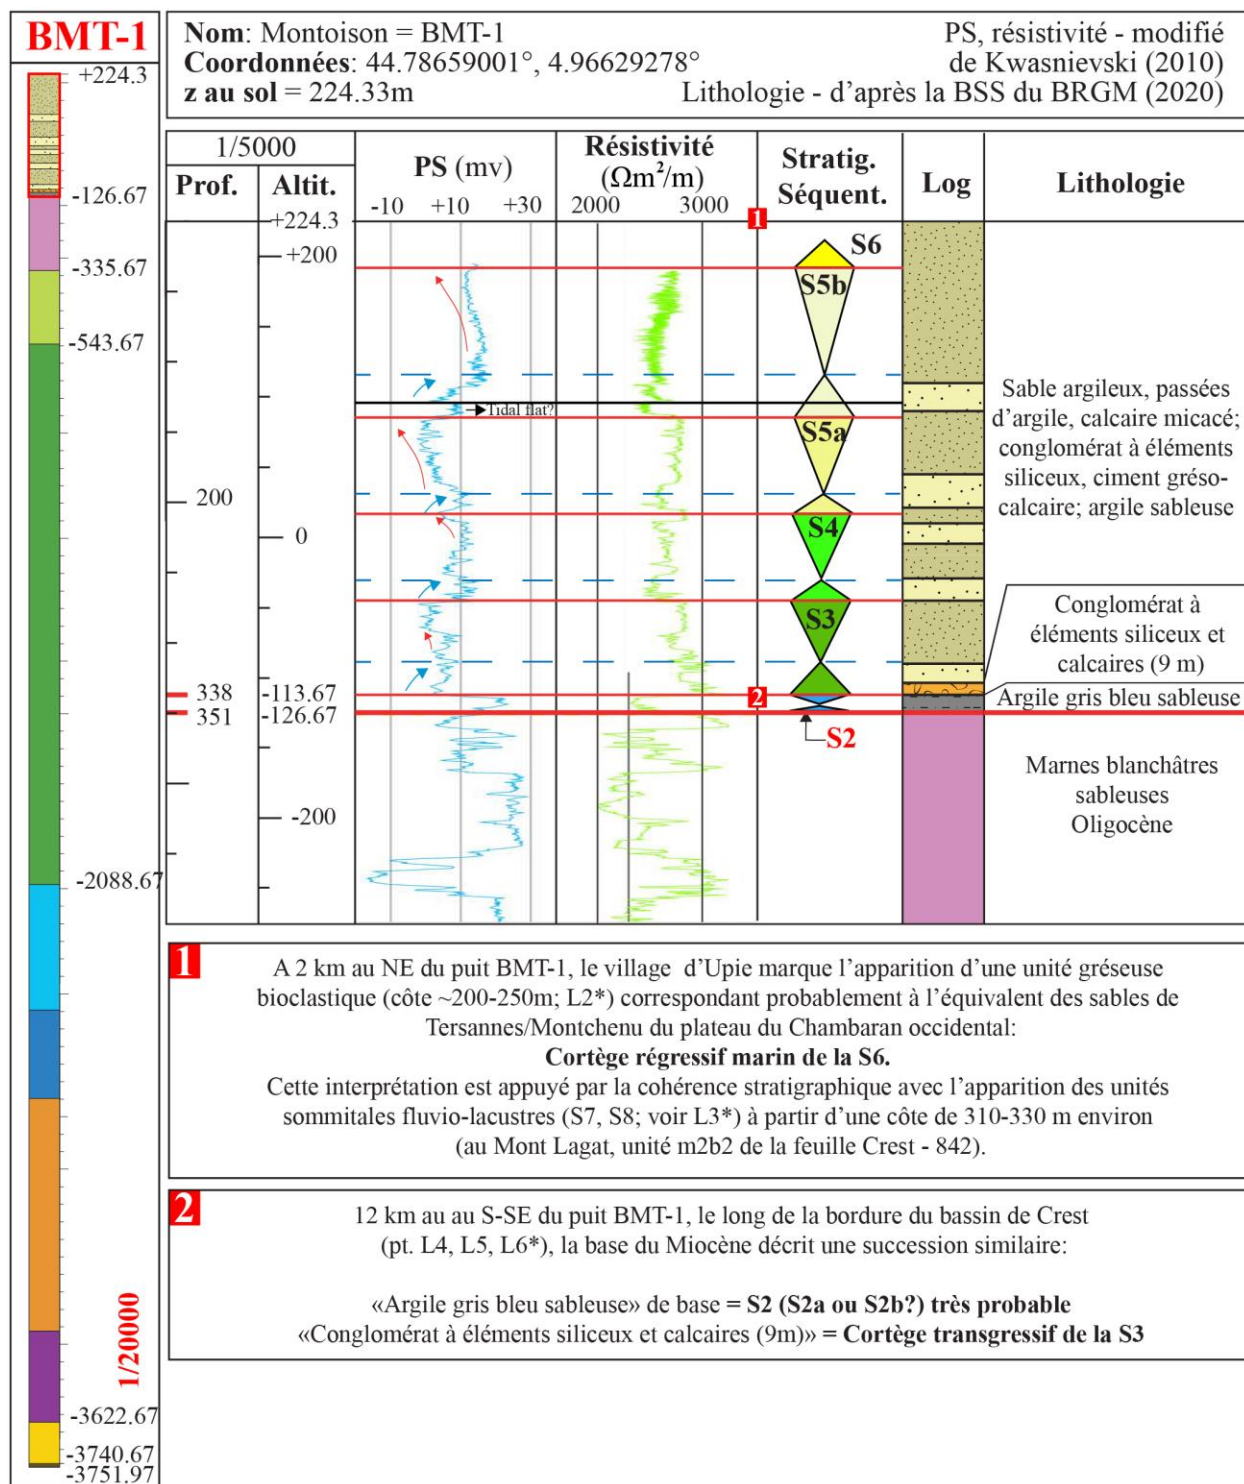 BMT-1
+224.3
-126.67
-335.67
-543.67
-2088.67
-3622.67
-3740.67
-3751.97
1/20000
Nom: Montoison = BMT-1
Coordonnées: 44.78659001°, 4.96629278°
z au sol = 224.33m
PS, résistivité - modifié
de Kwasnievski (2010)
Lithologie - d'après la BSS du BRGM (2020)
1/5000
Prof.
Altit.
PS (mv)
-10
+10
+30
Résistivité
(Ωm²/m)
2000
3000
Stratig.
Séquent.
Log
Lithologie
+224.3
+200
200
0
338
-113.67
351
-126.67
-200
Tidal flat?
1
S6
S5b
S5a
S4
S3
2
S2
Sable argileux, passées
d'argile, calcaire micacé;
conglomérat à éléments
siliceux, ciment gréso-
calcaire; argile sableuse
Conglomérat à
éléments siliceux et
calcaires (9 m)
Argile gris bleu sableuse
Marnes blanchâtres
sableuses
Oligocène
1
A 2 km au NE du puit BMT-1, le village d'Upie marque l'apparition d'une unité gréseuse
bioclastique (côte ~200-250m; L2*) correspondant probablement à l'équivalent des sables de
Tersannes/Montchenu du plateau du Chambaran occidental:
Cortège régressif marin de la S6.
Cette interprétation est appuyé par la cohérence stratigraphique avec l'apparition des unités
sommitales fluvio-lacustres (S7, S8; voir L3*) à partir d'une côte de 310-330 m environ
(au Mont Lagat, unité m2b2 de la feuille Crest - 842).
2
12 km au au S-SE du puit BMT-1, le long de la bordure du bassin de Crest
(pt. L4, L5, L6*), la base du Miocène décrit une succession similaire:
«Argile gris bleu sableuse» de base = S2 (S2a ou S2b?) très probable
«Conglomérat à éléments siliceux et calcaires (9m)» = Cortège transgressif de la S3